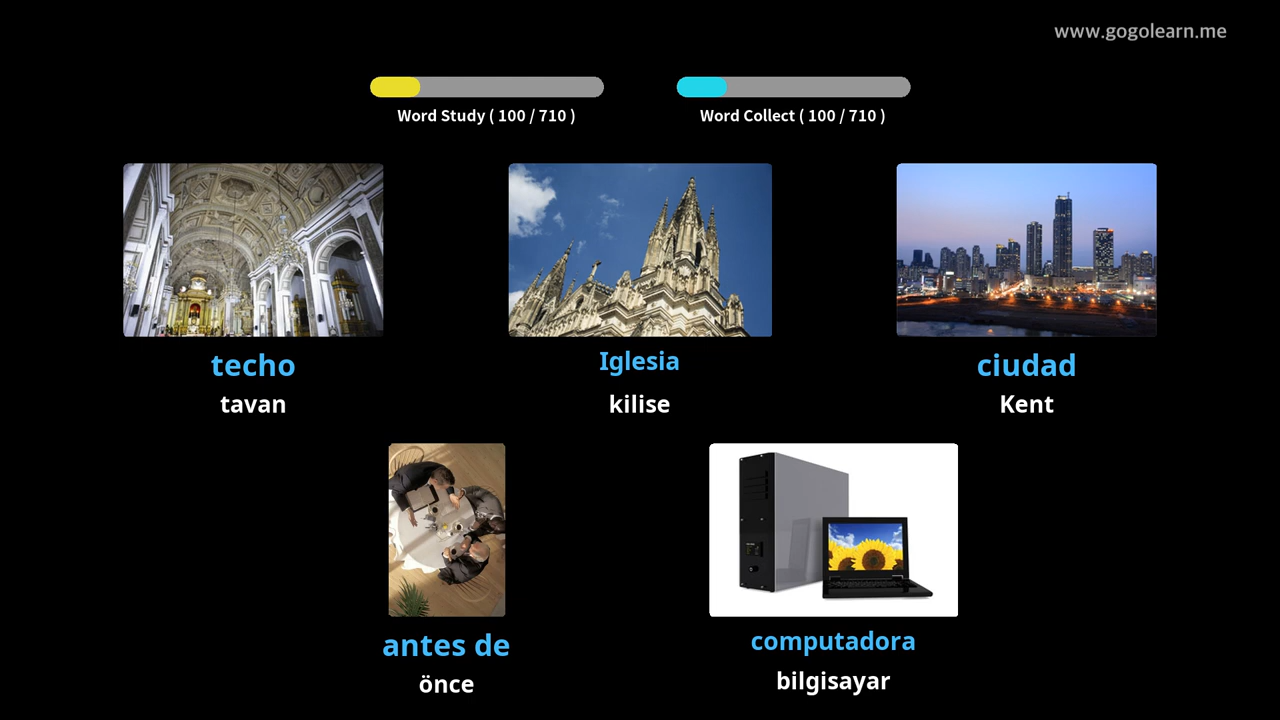 www.gogolearn.me
Word Study ( 100 / 710 )
Word Collect ( 100 / 710 )
techo
tavan
Iglesia
kilise
ciudad
Kent
antes de
önce
computadora
bilgisayar